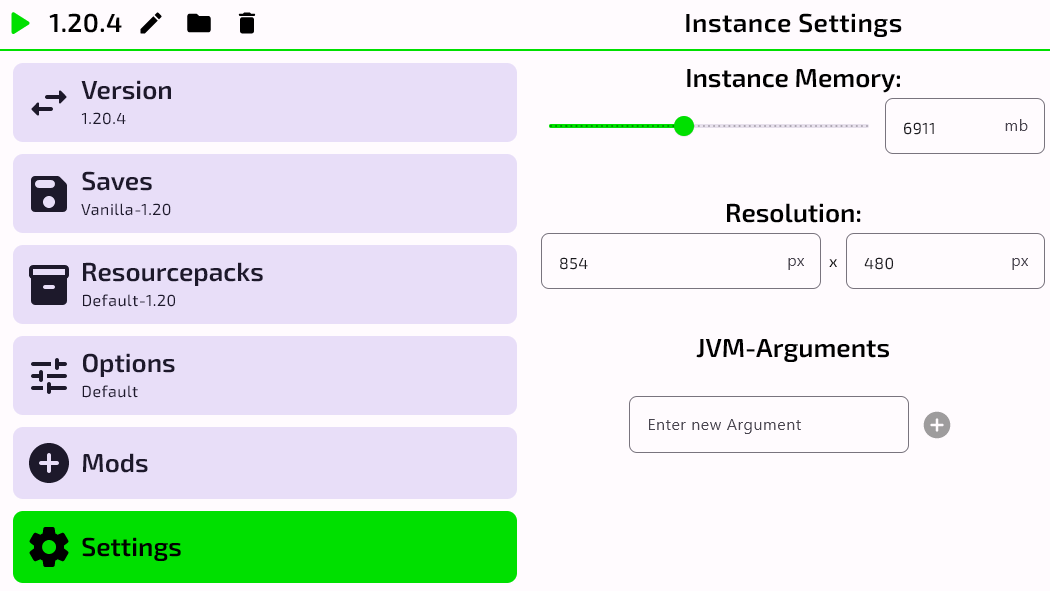 1.20.4
Instance Settings
Version
1.20.4
Saves
Vanilla-1.20
Resourcepacks
Default-1.20
Options
Default
Mods
Settings
Instance Memory:
6911 mb
Resolution:
854 px x 480 px
JVM-Arguments
Enter new Argument